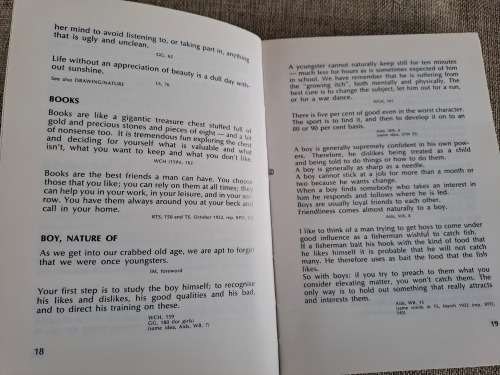 her mind to avoid listening to, or taking part in, anything
that is ugly and unclean.
GG, 62
Life without an appreciation of beauty is a dull day with-
out sunshine.
See also DRAWING/NATURE
BOOKS
Books are like a gigantic treasure chest stuffed full of
gold and precious stones and pieces of eight — and a lot
of nonsense too. It is tremendous fun exploring the chest
and deciding for yourself what is valuable and what
isn't, what you want to keep and what you don't like.
Books are the best friends a man can have. You choose
those that you like; you can rely on them at all times; they
can help you in your work, in your leisure, and in your sor-
row. You have them always around you at your beck and
call in your home.
RTS, 156 and TS, October 1922, rep. BPO,
BOY, NATURE OF
As we get into our crabbed old age, we are apt to forget
that we were once youngsters.
foreword
Your first step is to study the boy himself; to recognise
his likes and dislikes, his good qualities and his bad,
and to direct his training on these.
WCH, 159
GG, 180 (for girls)
(same idea, Aids, WB, 7)
18
A youngster cannot naturally keep still for ten minutes
— much less for hours as is sometimes expected of him
in school. We have remember that he is suffering from
the "growing itch", both mentally and physically. The
best cure is to change the subject, let him out for a run,
or for a war dance.
There is five per cent of good even in the worst character.
The sport is to find it, and then to develop it on to an
80 or 90 per cent basis.
A boy is generally supremely confident in his own pow-
ers. Therefore, he dislikes being treated as a child
and being told to do things or how to do them.
A boy is generally as sharp as a needle.
A boy cannot stick at a job for more than a month or
two because he wants change.
When a boy finds somebody who takes an interest in
him he responds and follows where he is led.
Boys are usually loyal friends to each other.
Friendliness comes almost naturally to a boy.
I like to think of a man trying to get boys to come under
good influence as a fisherman wishful to catch fish.
If a fisherman bait his hook with the kind of food that
he likes himself it is probable that he will not catch
many. He therefore uses as bait the food that the fish
likes.
So with boys: if you try to preach to them what you
consider elevating matter, you won't catch them. The
only way is to hold out something that really attracts
and interests them.
19